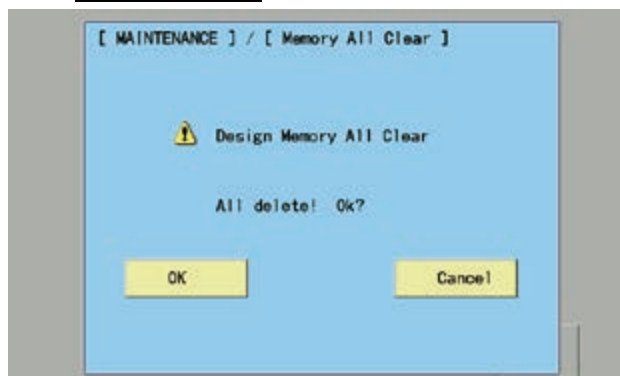 [ MAINTENANCE ] / [ Memory All Clear ]
Design Memory All Clear
All delete! Ok?
OK
Cancel